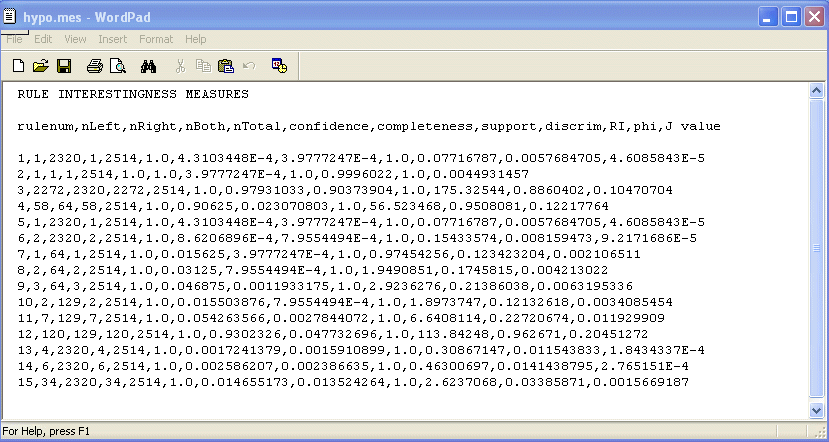 hypo.mes - WordPad
File Edit View Insert Format Help
RULE INTERESTINGNESS MEASURES
rulenum,nLeft,nRight,nBoth,nTotal,confidence,completeness,support,discrim,RI,phi,J value
1,1,2320,1,2514,1.0,4.3103448E-4,3.9777247E-4,1.0,0.07716787,0.0057684705,4.6085843E-5
2,1,1,1,2514,1.0,1.0,3.9777247E-4,1.0,0.9996022,1.0,0.0044931457
3,2272,2320,2272,2514,1.0,0.97931033,0.90373904,1.0,175.32544,0.8860402,0.10470704
4,58,64,58,2514,1.0,0.90625,0.023070803,1.0,56.523468,0.9508081,0.12217764
5,1,2320,1,2514,1.0,4.3103448E-4,3.9777247E-4,1.0,0.07716787,0.0057684705,4.6085843E-5
6,2,2320,2,2514,1.0,8.6206896E-4,7.9554494E-4,1.0,0.15433574,0.008159473,9.2171686E-5
7,1,64,1,2514,1.0,0.015625,3.9777247E-4,1.0,0.97454256,0.123423204,0.002106511
8,2,64,2,2514,1.0,0.03125,7.9554494E-4,1.0,1.9490851,0.1745815,0.004213022
9,3,64,3,2514,1.0,0.046875,0.0011933175,1.0,2.9236276,0.21386038,0.0063195336
10,2,129,2,2514,1.0,0.015503876,7.9554494E-4,1.0,1.8973747,0.12132618,0.0034085454
11,7,129,7,2514,1.0,0.054263566,0.0027844072,1.0,6.6408114,0.22720674,0.011929909
12,120,129,120,2514,1.0,0.9302326,0.047732696,1.0,113.84248,0.962671,0.20451272
13,4,2320,4,2514,1.0,0.0017241379,0.0015910899,1.0,0.30867147,0.011543833,1.8434337E-4
14,6,2320,6,2514,1.0,0.002586207,0.002386635,1.0,0.46300697,0.0141438795,2.765151E-4
15,34,2320,34,2514,1.0,0.014655173,0.013524264,1.0,2.6237068,0.03385871,0.0015669187
For Help, press F1